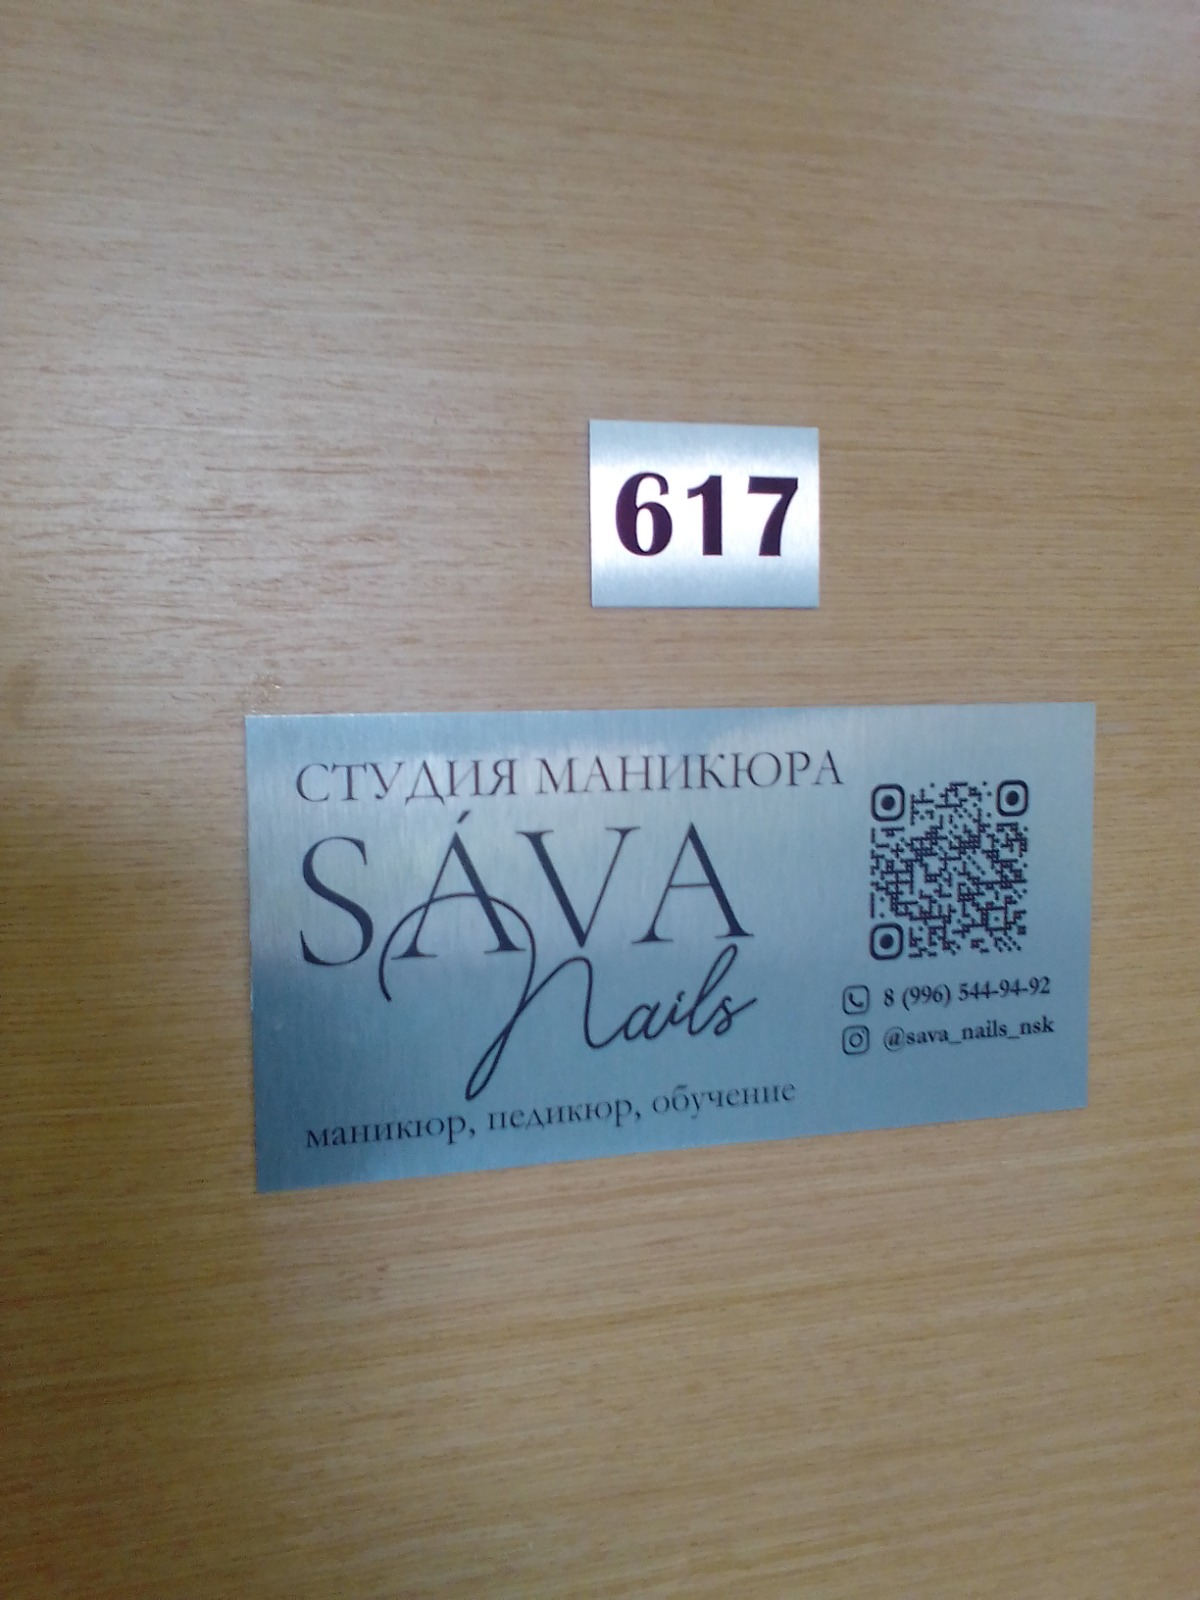 617
СТУДИЯ МАНИКЮРА
SÁVA
nails
8 (996) 544-94-92
@sava_nails_nsk
маникюр, педикюр, обучение